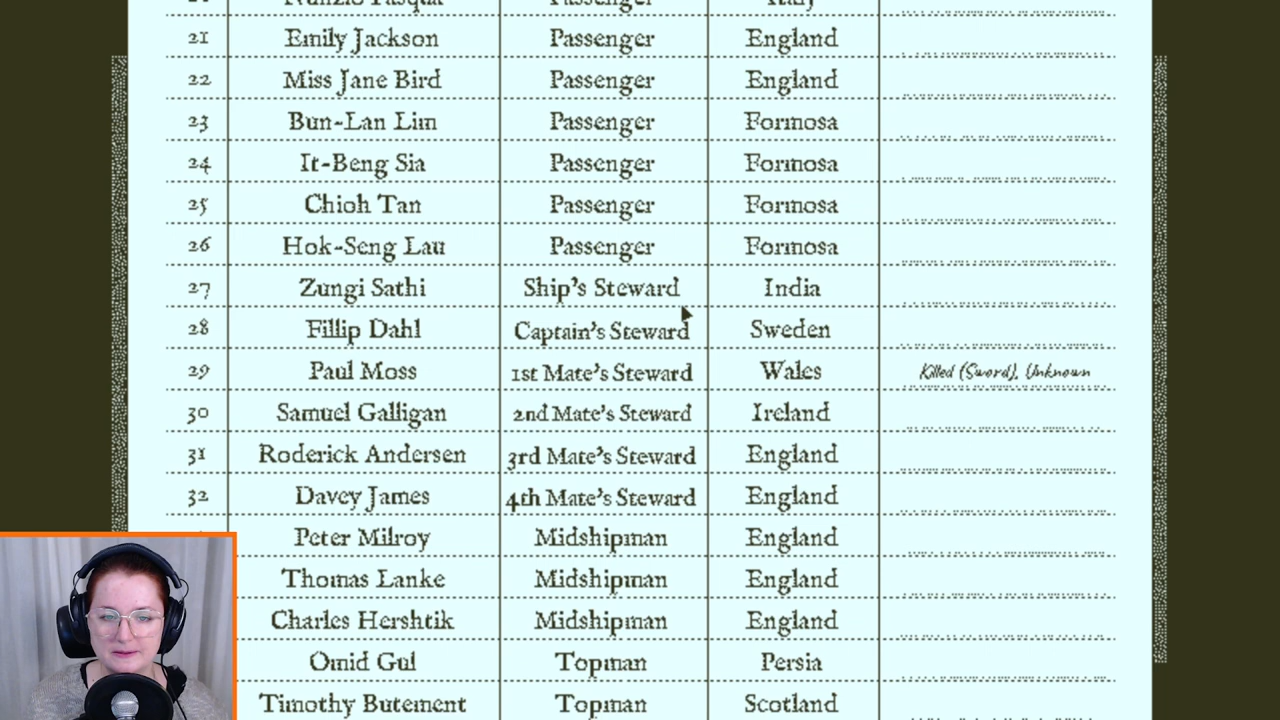 Nunzio Pasqua Passenger Italy
21 Emily Jackson Passenger England
22 Miss Jane Bird Passenger England
23 Bun-Lan Lim Passenger Formosa
24 It-Beng Sia Passenger Formosa
25 Chioh Tan Passenger Formosa
26 Hok-Seng Lau Passenger Formosa
27 Zungi Sathi Ship's Steward India
28 Fillip Dahl Captain's Steward Sweden
29 Paul Moss 1st Mate's Steward Wales Killed (Sword), Unknown
30 Samuel Galligan 2nd Mate's Steward Ireland
31 Roderick Andersen 3rd Mate's Steward England
32 Davey James 4th Mate's Steward England
Peter Milroy Midshipman England
Thomas Lanke Midshipman England
Charles Hershtik Midshipman England
Omid Gul Topman Persia
Timothy Butement Topman Scotland